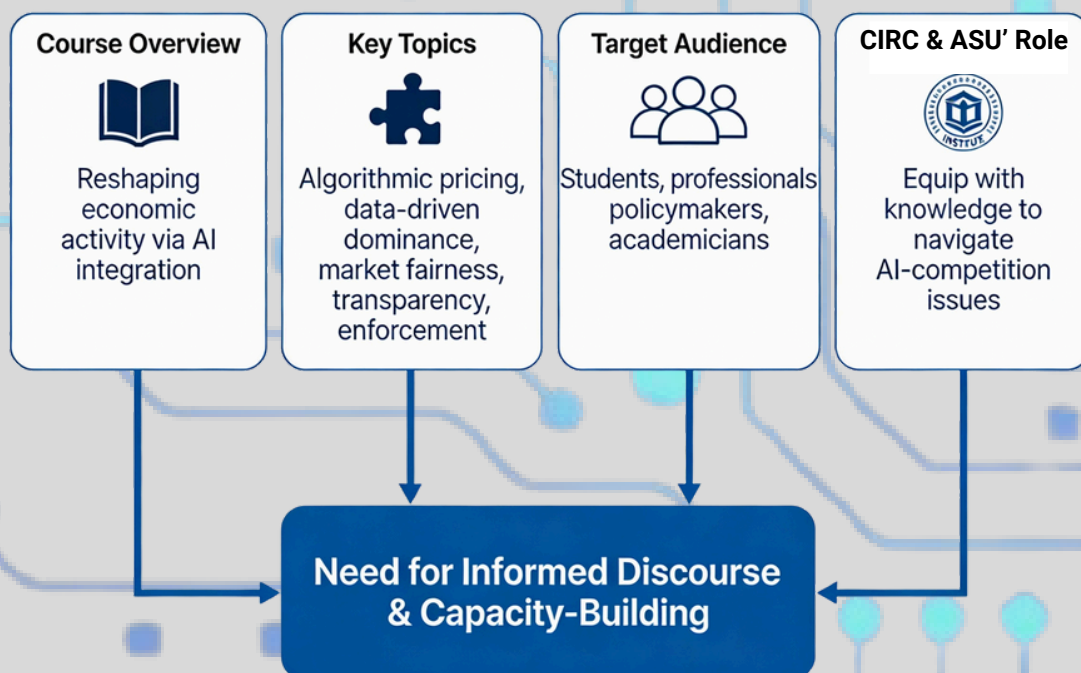 Course Overview
Reshaping
economic
activity via AI
integration
Key Topics
Algorithmic pricing,
data-driven
dominance,
market fairness,
transparency,
enforcement
Target Audience
Students, professionals
policymakers,
academicians
CIRC & ASU’ Role
INSTITUE
Equip with
knowledge to
navigate
AI-competition
issues
Need for Informed Discourse
& Capacity-Building